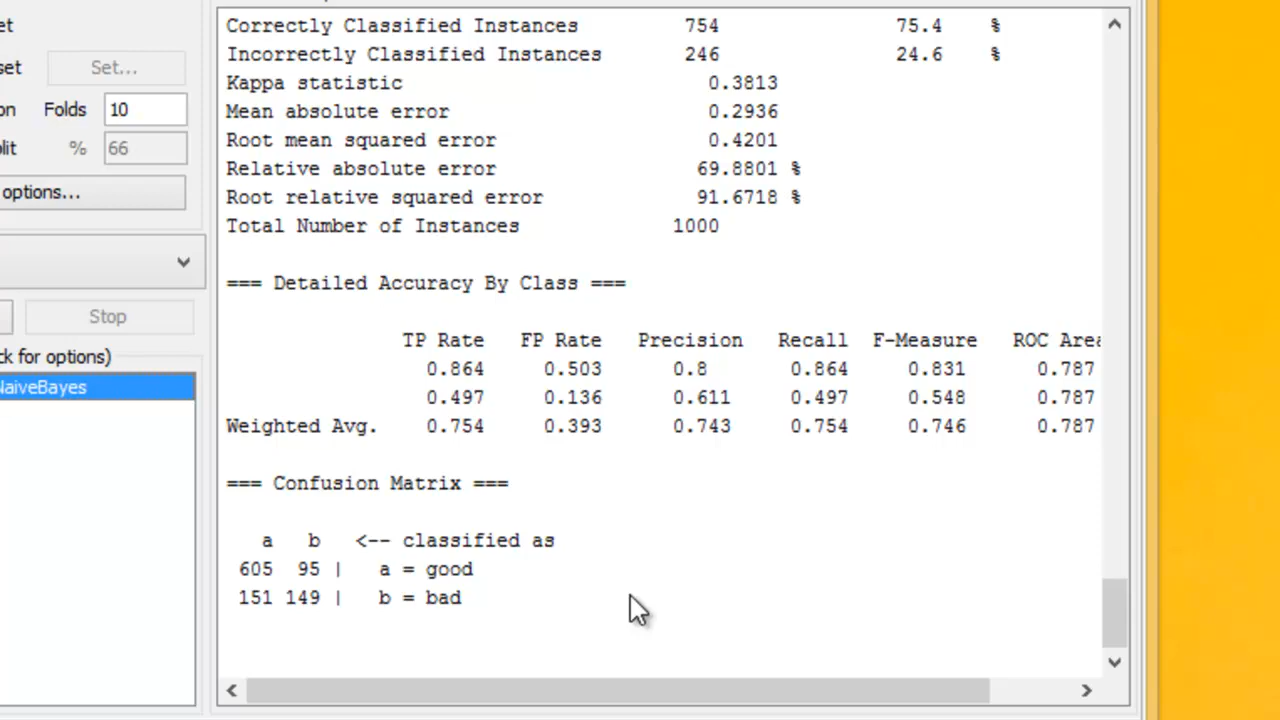 et
Correctly Classified Instances 754 75.4 %
set Set...
Incorrectly Classified Instances 246 24.6 %
Kappa statistic 0.3813
on Folds 10
Mean absolute error 0.2936
Root mean squared error 0.4201
lit % 66
Relative absolute error 69.8801 %
options...
Root relative squared error 91.6718 %
Total Number of Instances 1000
=== Detailed Accuracy By Class ===
Stop
TP Rate FP Rate Precision Recall F-Measure ROC Area
ck for options)
0.864 0.503 0.8 0.864 0.831 0.787
NaiveBayes
0.497 0.136 0.611 0.497 0.548 0.787
Weighted Avg. 0.754 0.393 0.743 0.754 0.746 0.787
=== Confusion Matrix ===
a b <-- classified as
605 95 | a = good
151 149 | b = bad